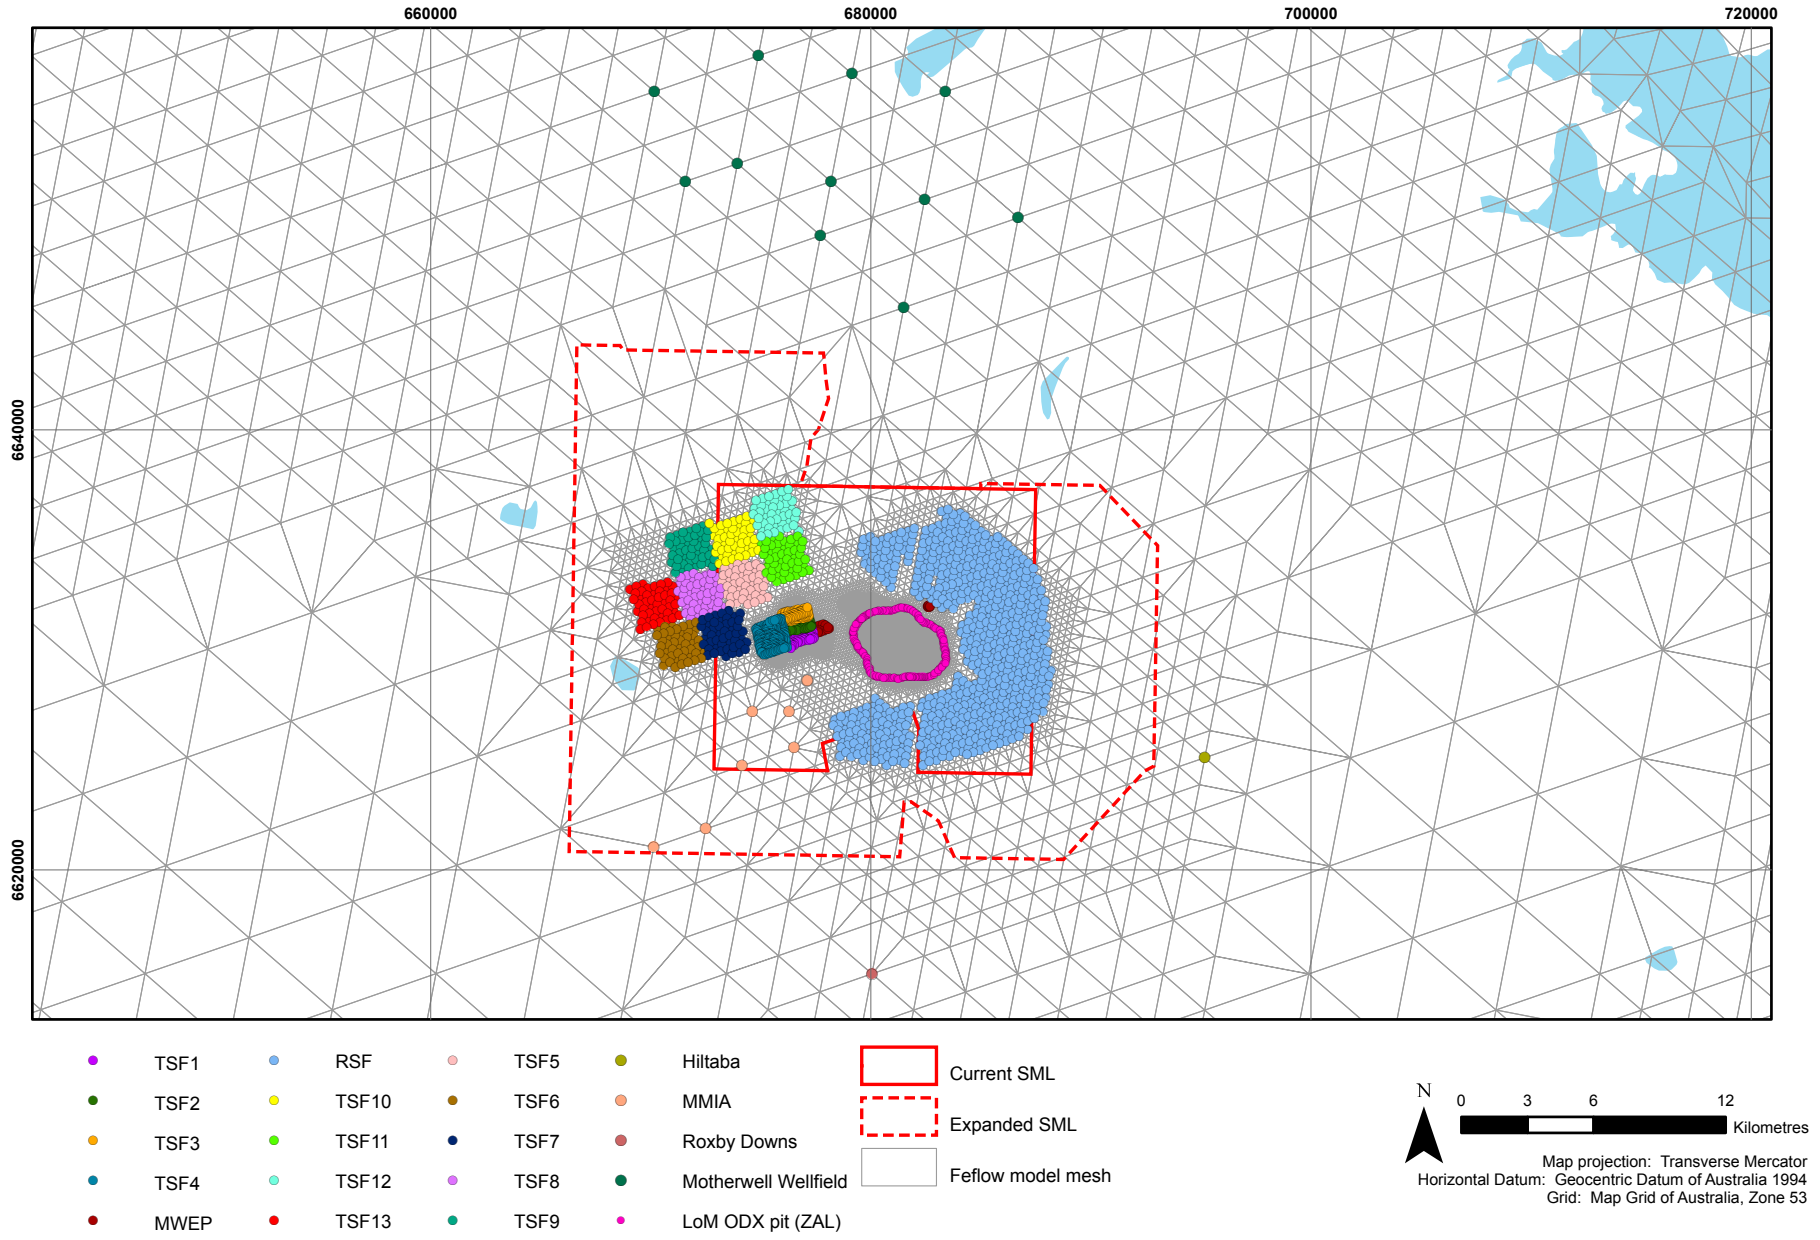 660000
680000
700000
720000
6640000
6620000
TSF1
TSF2
TSF3
TSF4
MWEP
RSF
TSF10
TSF11
TSF12
TSF13
TSF5
TSF6
TSF7
TSF8
TSF9
Hiltaba
MMIA
Roxby Downs
Motherwell Wellfield
LoM ODX pit (ZAL)
Current SML
Expanded SML
Feflow model mesh
N
0 3 6 12
Kilometres
Map projection: Transverse Mercator
Horizontal Datum: Geocentric Datum of Australia 1994
Grid: Map Grid of Australia, Zone 53